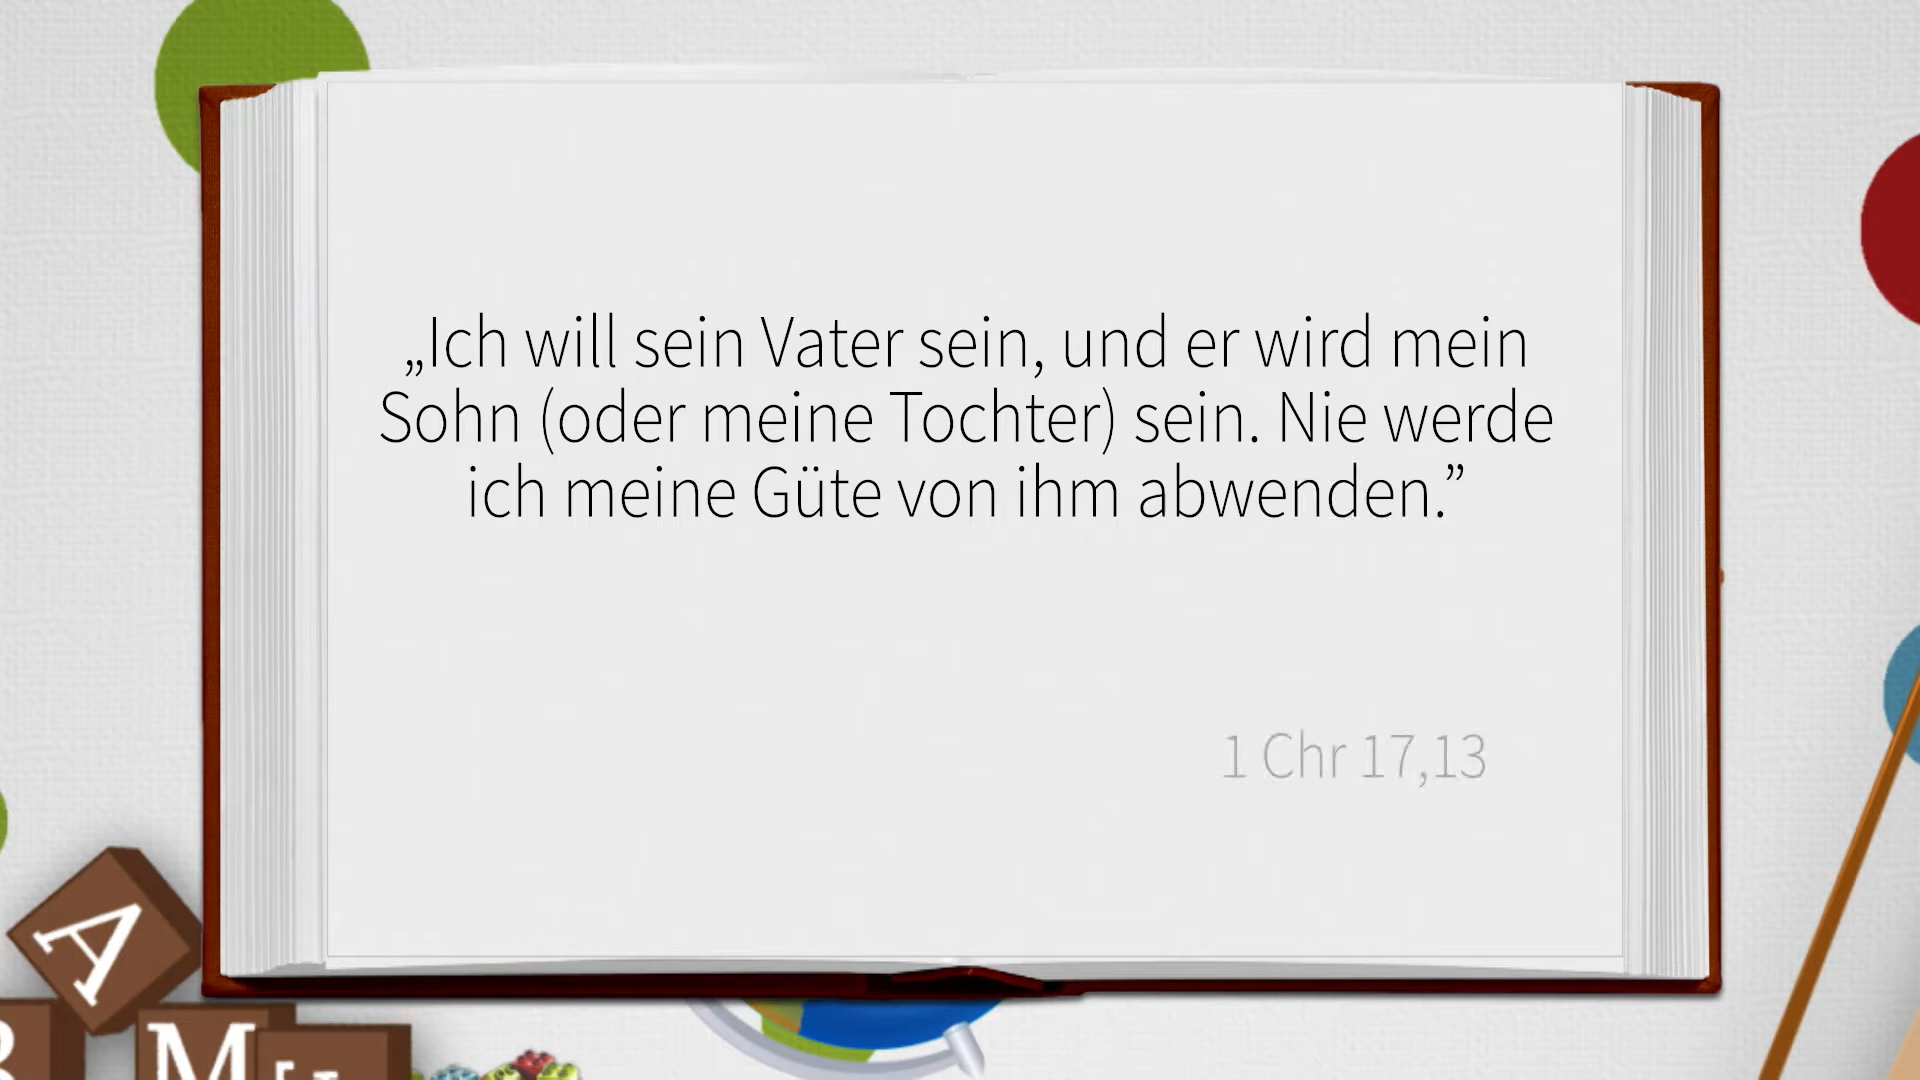 „Ich will sein Vater sein, und er wird mein
Sohn (oder meine Tochter) sein. Nie werde
ich meine Güte von ihm abwenden.”
1 Chr 17,13
A
M